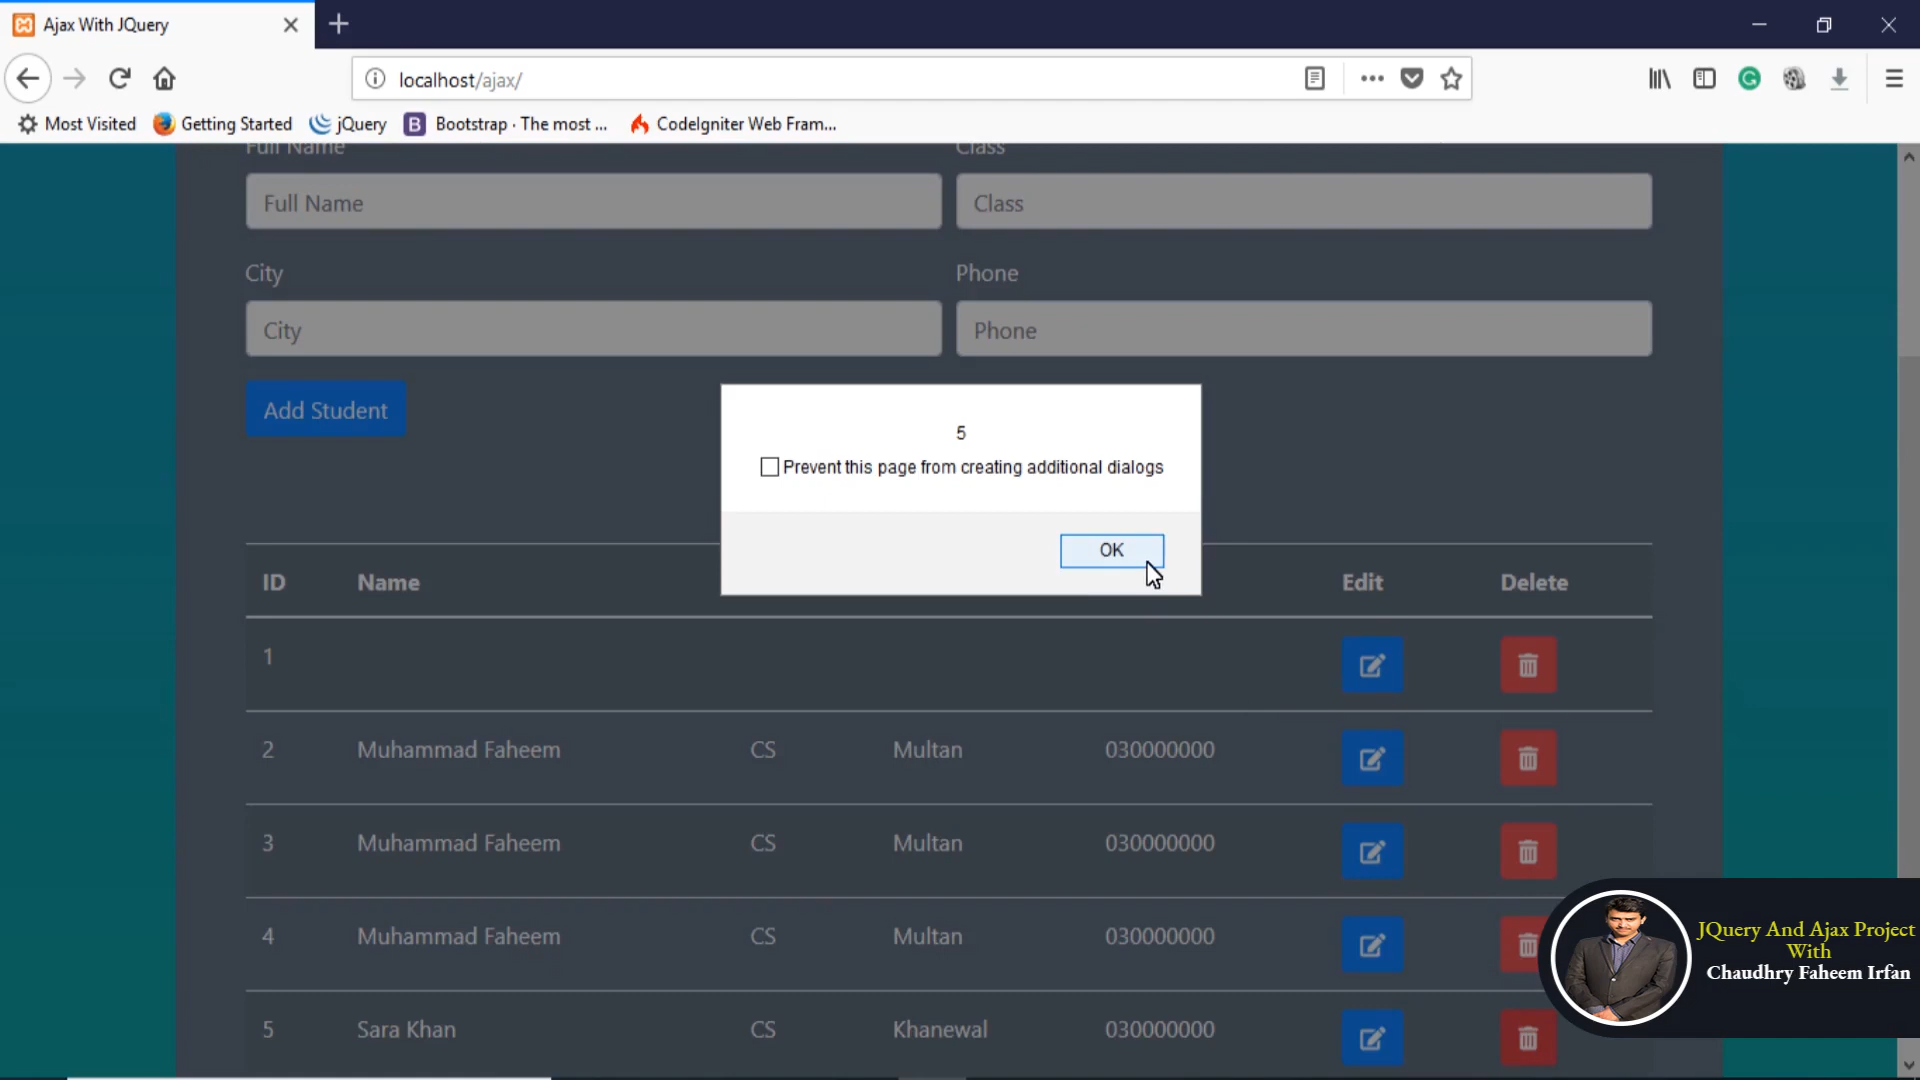 Ajax With JQuery
localhost/ajax/
Most Visited Getting Started jQuery B Bootstrap · The most ... CodeIgniter Web Fram...
Full Name Class
Full Name Class
City Phone
City Phone
Add Student
5
Prevent this page from creating additional dialogs
OK
ID Name Edit Delete
1
2 Muhammad Faheem CS Multan 030000000
3 Muhammad Faheem CS Multan 030000000
4 Muhammad Faheem CS Multan 030000000
5 Sara Khan CS Khanewal 030000000
JQuery And Ajax Project
With
Chaudhry Faheem Irfan